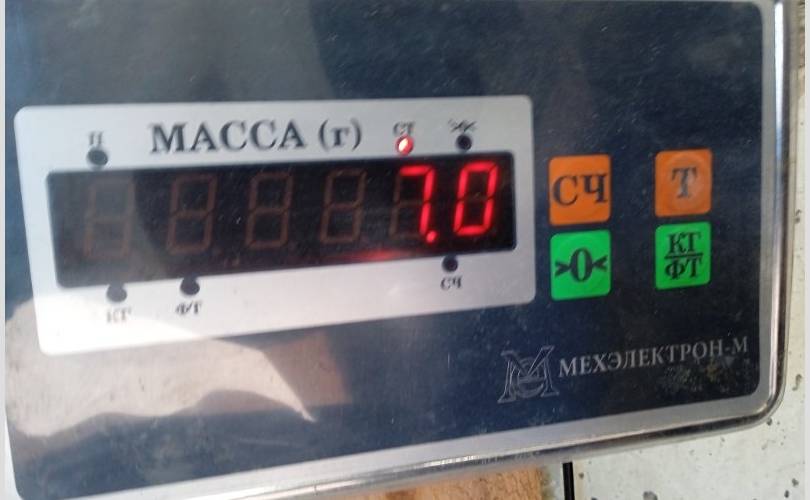 П МАССА (г) СТ >|<
7.0
КГ ФТ СЧ
СЧ Т
>0< КГ
ФТ
МЕХЭЛЕКТРОН-М